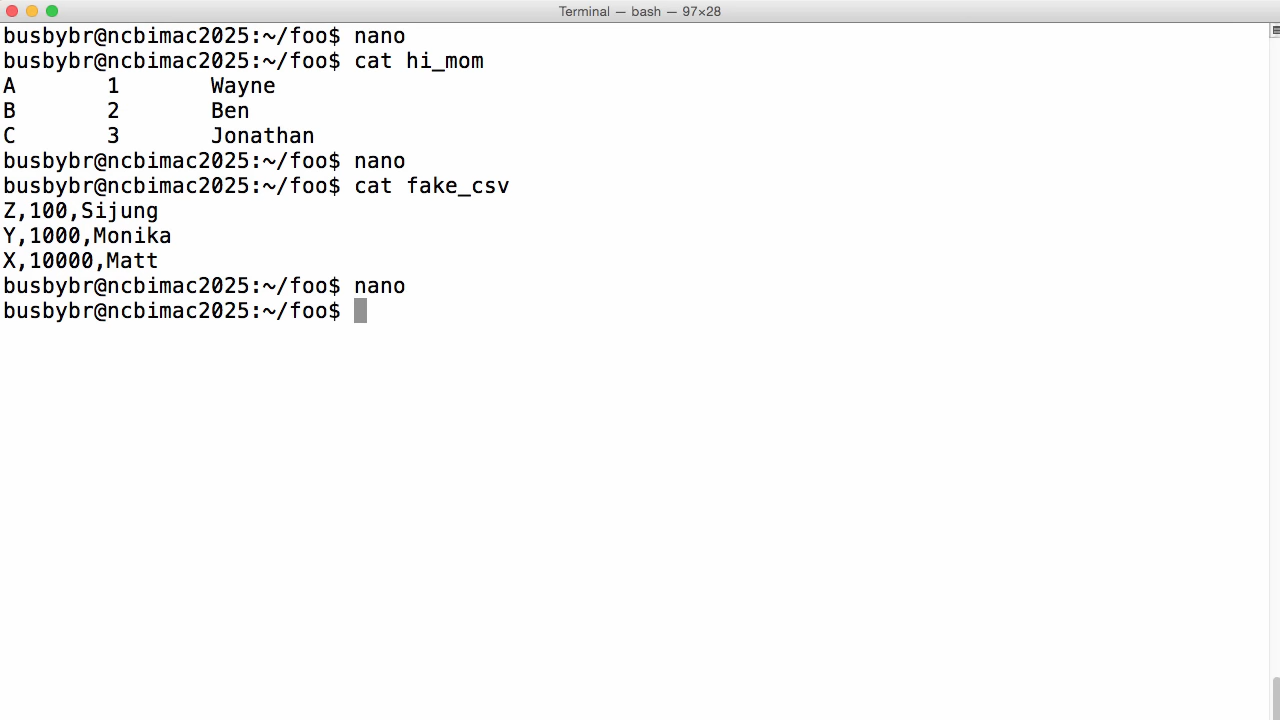 Terminal — bash — 97×28
busbybr@ncbimac2025:~/foo$ nano
busbybr@ncbimac2025:~/foo$ cat hi_mom
A	1	Wayne
B	2	Ben
C	3	Jonathan
busbybr@ncbimac2025:~/foo$ nano
busbybr@ncbimac2025:~/foo$ cat fake_csv
Z,100,Sijung
Y,1000,Monika
X,10000,Matt
busbybr@ncbimac2025:~/foo$ nano
busbybr@ncbimac2025:~/foo$